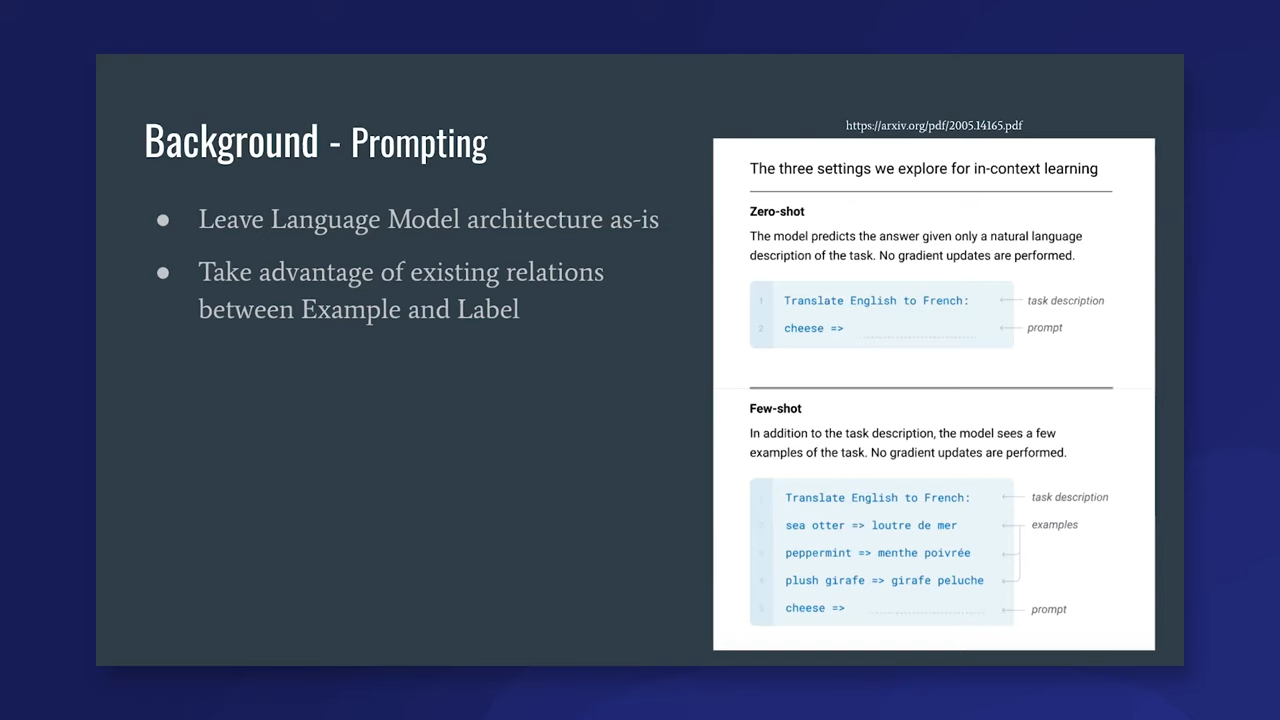 Background - Prompting
● Leave Language Model architecture as-is
● Take advantage of existing relations
between Example and Label
https://arxiv.org/pdf/2005.14165.pdf
The three settings we explore for in-context learning
Zero-shot
The model predicts the answer given only a natural language
description of the task. No gradient updates are performed.
1 Translate English to French: task description
2 cheese => prompt
Few-shot
In addition to the task description, the model sees a few
examples of the task. No gradient updates are performed.
Translate English to French: task description
sea otter => loutre de mer examples
peppermint => menthe poivrée
plush girafe => girafe peluche
cheese => prompt